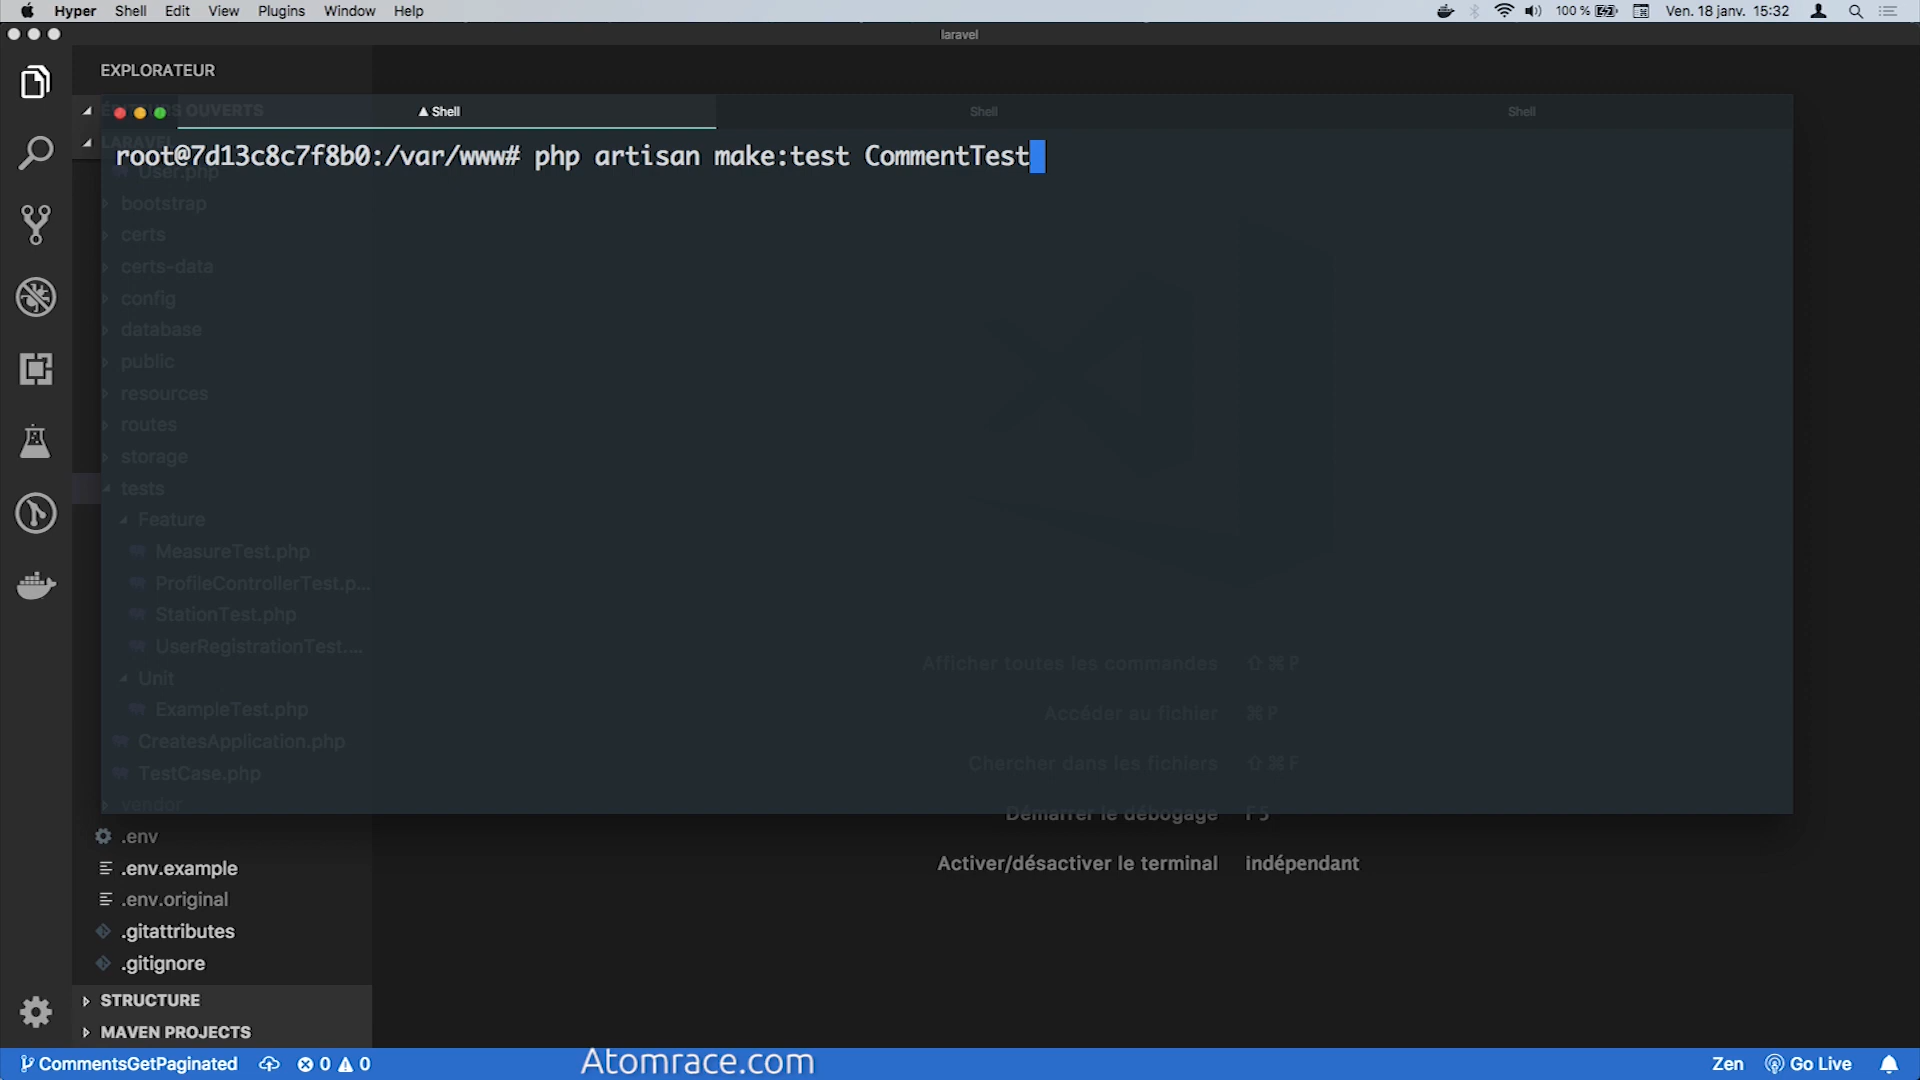 Hyper Shell Edit View Plugins Window Help
100 % Ven. 18 janv. 15:32
laravel
EXPLORATEUR
ÉDITEURS OUVERTS
LARAVEL
Shell
Shell
Shell
root@7d13c8c7f8b0:/var/www# php artisan make:test CommentTest
User.php
bootstrap
certs
certs-data
config
database
public
resources
routes
storage
tests
Feature
MeasureTest.php
ProfileControllerTest.p...
StationTest.php
UserRegistrationTest....
Unit
ExampleTest.php
CreatesApplication.php
TestCase.php
vendor
.env
.env.example
.env.original
.gitattributes
.gitignore
STRUCTURE
MAVEN PROJECTS
Afficher toutes les commandes ⇧⌘P
Accéder au fichier ⌘P
Chercher dans les fichiers ⇧⌘F
Démarrer le débogage F5
Activer/désactiver le terminal indépendant
CommentsGetPaginated 0 0
Atomrace.com
Zen Go Live